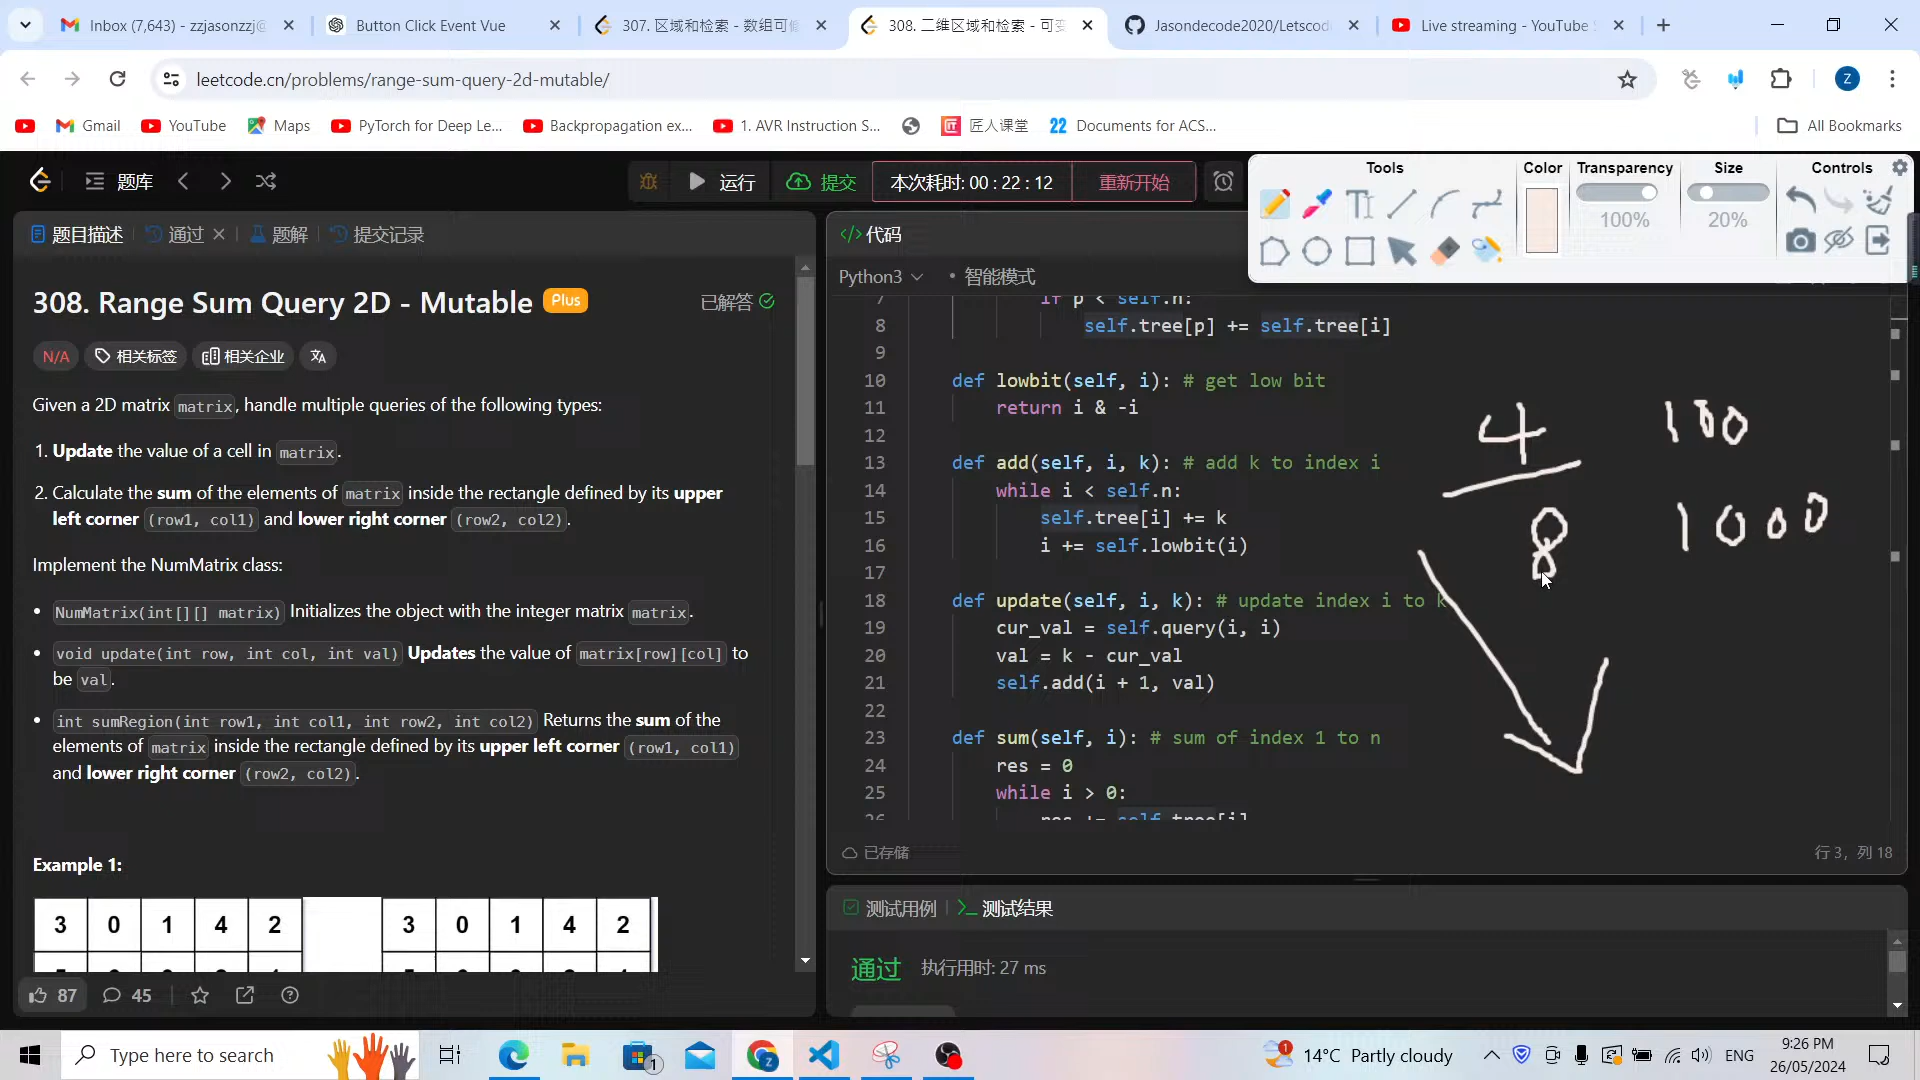 Inbox (7,643) - zzjasonzzj@
Button Click Event Vue
307. 区域和检索 - 数组可
308. 二维区域和检索 - 可
Jasondecode2020/Letscod
Live streaming - YouTube
leetcode.cn/problems/range-sum-query-2d-mutable/
Z
Gmail
YouTube
Maps
PyTorch for Deep Le...
Backpropagation ex...
1. AVR Instruction S...
匠人课堂
22 Documents for ACS...
All Bookmarks
题库
运行
提交
本次耗时: 00 : 22 : 12
重新开始
Tools
Color
Transparency
100%
Size
20%
Controls
题目描述
通过
题解
提交记录
308. Range Sum Query 2D - Mutable
Plus
已解答
N/A
相关标签
相关企业
Given a 2D matrix matrix, handle multiple queries of the following types:
1. Update the value of a cell in matrix.
2. Calculate the sum of the elements of matrix inside the rectangle defined by its upper
left corner (row1, col1) and lower right corner (row2, col2).
Implement the NumMatrix class:
• NumMatrix(int[][] matrix) Initializes the object with the integer matrix matrix.
• void update(int row, int col, int val) Updates the value of matrix[row][col] to
be val.
• int sumRegion(int row1, int col1, int row2, int col2) Returns the sum of the
elements of matrix inside the rectangle defined by its upper left corner (row1, col1)
and lower right corner (row2, col2).
Example 1:
3 0 1 4 2
3 0 1 4 2
87
45
代码
Python3
• 智能模式
7 if p < self.n:
8 self.tree[p] += self.tree[i]
9
10 def lowbit(self, i): # get low bit
11 return i & -i
12
13 def add(self, i, k): # add k to index i
14 while i < self.n:
15 self.tree[i] += k
16 i += self.lowbit(i)
17
18 def update(self, i, k): # update index i to k
19 cur_val = self.query(i, i)
20 val = k - cur_val
21 self.add(i + 1, val)
22
23 def sum(self, i): # sum of index 1 to n
24 res = 0
25 while i > 0:
26 res += self.tree[i]
4 100
8 1000
已存储
行 3, 列 18
测试用例
测试结果
通过
执行用时: 27 ms
Type here to search
1
1
14°C Partly cloudy
ENG
9:26 PM
26/05/2024